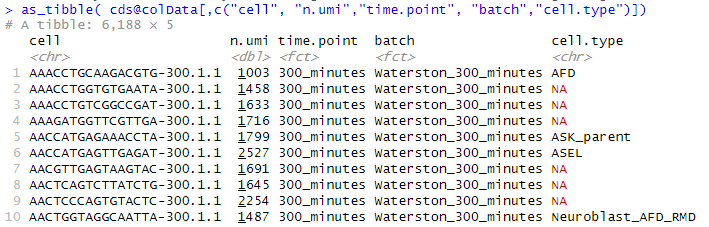 > as_tibble( cds@colData[,c("cell", "n.umi","time.point", "batch","cell.type")])
# A tibble: 6,188 × 5
cell n.umi time.point batch cell.type
<chr> <dbl> <fct> <fct> <chr>
1 AAACCTGCAAGACGTG-300.1.1 1003 300_minutes Waterston_300_minutes AFD
2 AAACCTGGTGTGAATA-300.1.1 1458 300_minutes Waterston_300_minutes NA
3 AAACCTGTCGGCCGAT-300.1.1 1633 300_minutes Waterston_300_minutes NA
4 AAAGATGGTTCGTTGA-300.1.1 1716 300_minutes Waterston_300_minutes NA
5 AACCATGAGAAACCTA-300.1.1 1799 300_minutes Waterston_300_minutes ASK_parent
6 AACCATGAGTTGAGAT-300.1.1 2527 300_minutes Waterston_300_minutes ASEL
7 AACGTTGAGTAAGTAC-300.1.1 1691 300_minutes Waterston_300_minutes NA
8 AACTCAGTCTTATCTG-300.1.1 1645 300_minutes Waterston_300_minutes NA
9 AACTCCCAGTGTACTC-300.1.1 2254 300_minutes Waterston_300_minutes NA
10 AACTGGTAGGCAATTA-300.1.1 1487 300_minutes Waterston_300_minutes Neuroblast_AFD_RMD